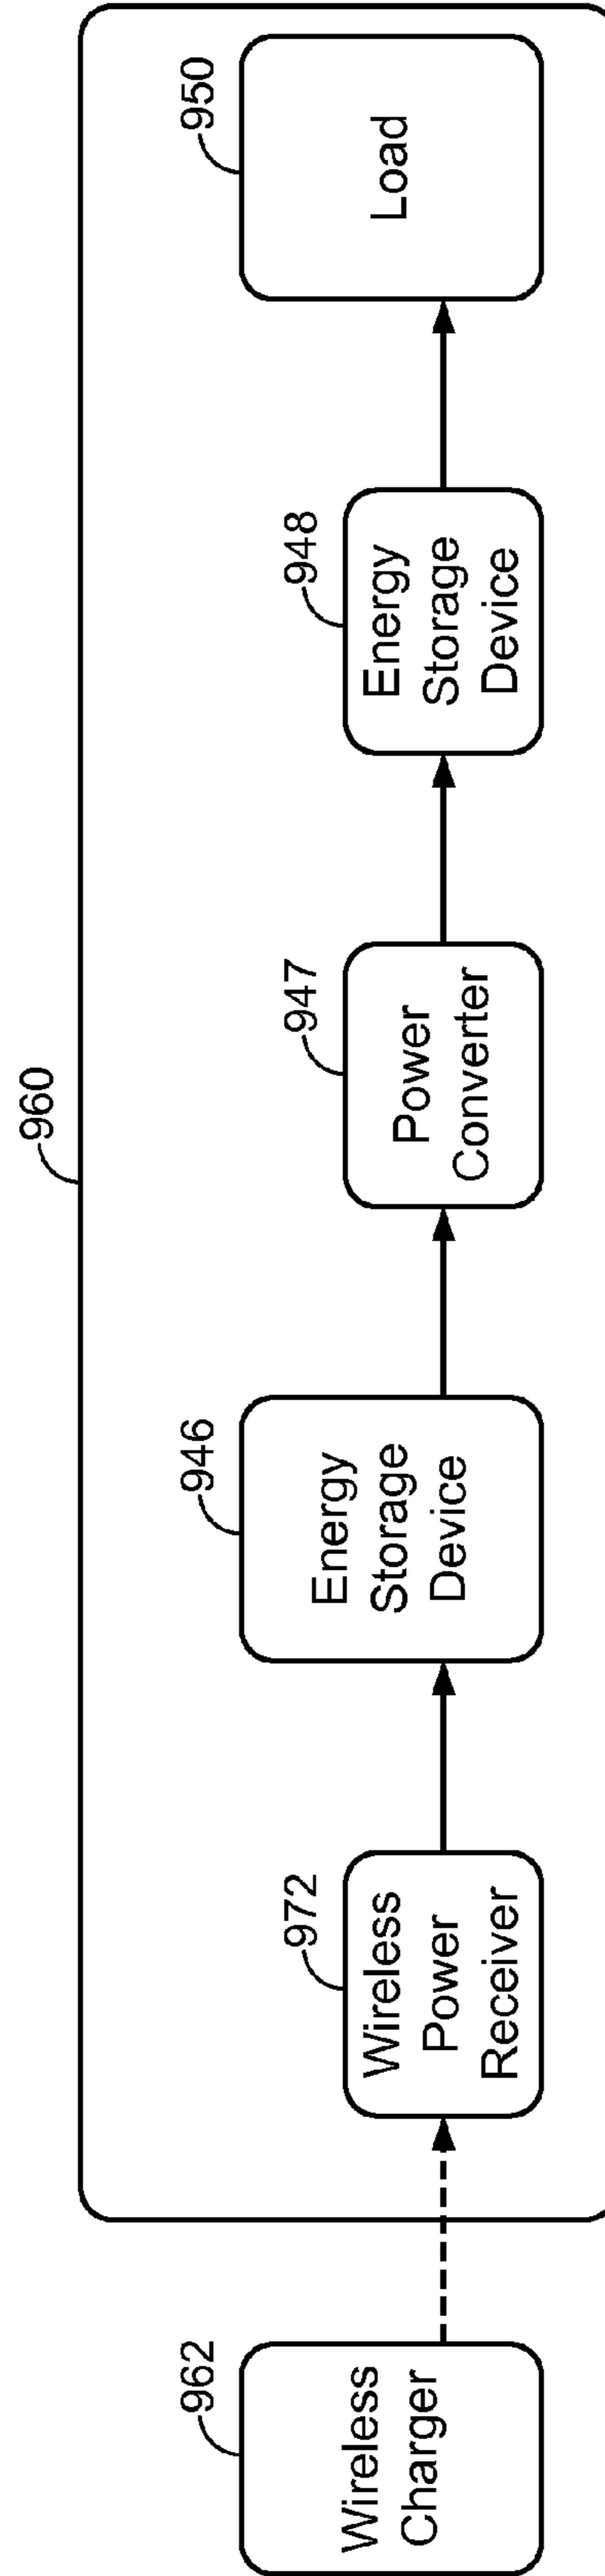 960
962
Wireless
Charger
972
Wireless
Power
Receiver
946
Energy
Storage
Device
947
Power
Converter
948
Energy
Storage
Device
950
Load